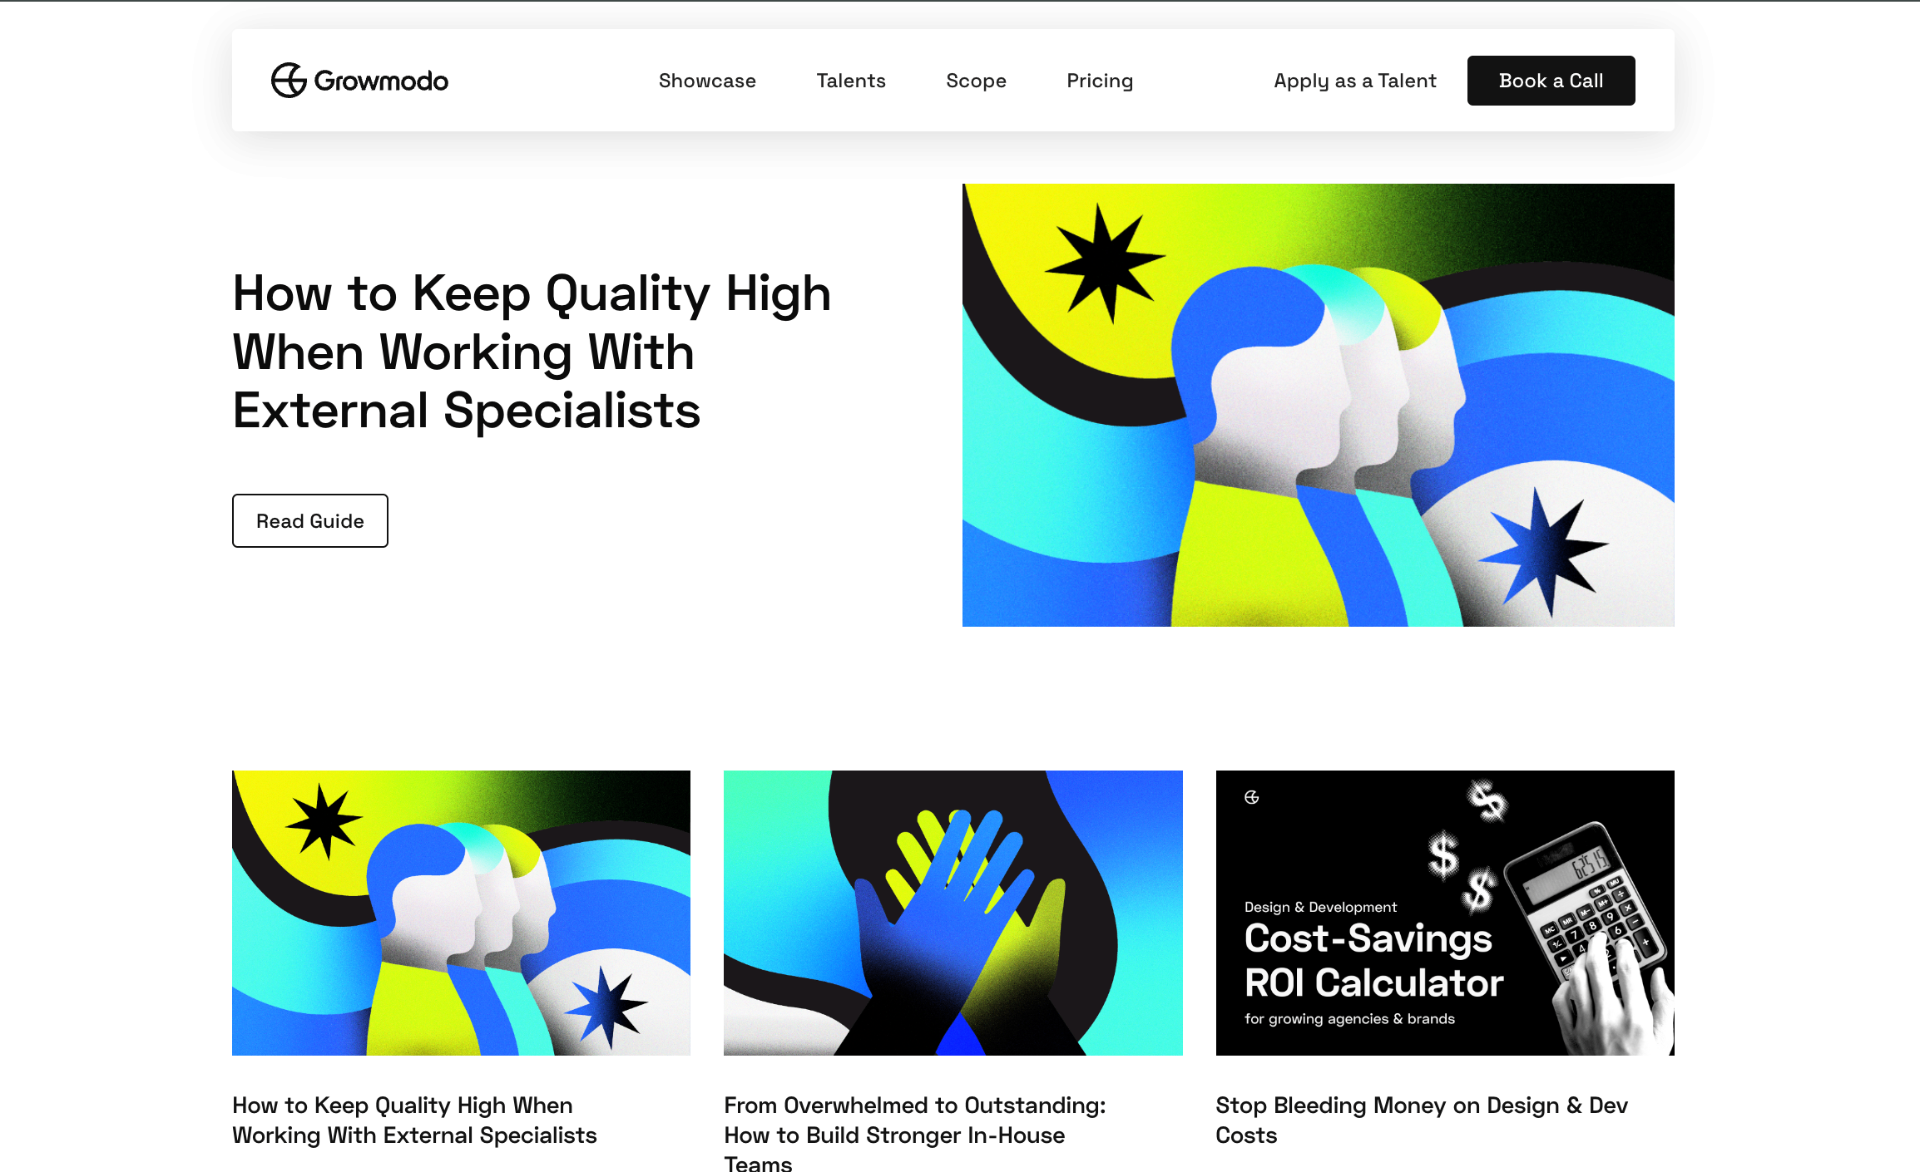 Growmodo
Showcase
Talents
Scope
Pricing
Apply as a Talent
Book a Call
How to Keep Quality High
When Working With
External Specialists
Read Guide
$
$
$
Design & Development
Cost-Savings
ROI Calculator
for growing agencies & brands
How to Keep Quality High When
Working With External Specialists
From Overwhelmed to Outstanding:
How to Build Stronger In-House
Teams
Stop Bleeding Money on Design & Dev
Costs